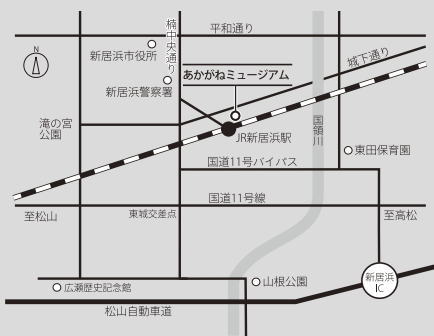 平和通り
楠中央通り
新居浜市役所
N
城下通り
あかがねミュージアム
新居浜警察署
滝の宮
公園
国領川
JR新居浜駅
東田保育園
国道11号バイパス
国道11号線
至松山
東城交差点
至高松
新居浜
IC
山根公園
広瀬歴史記念館
松山自動車道